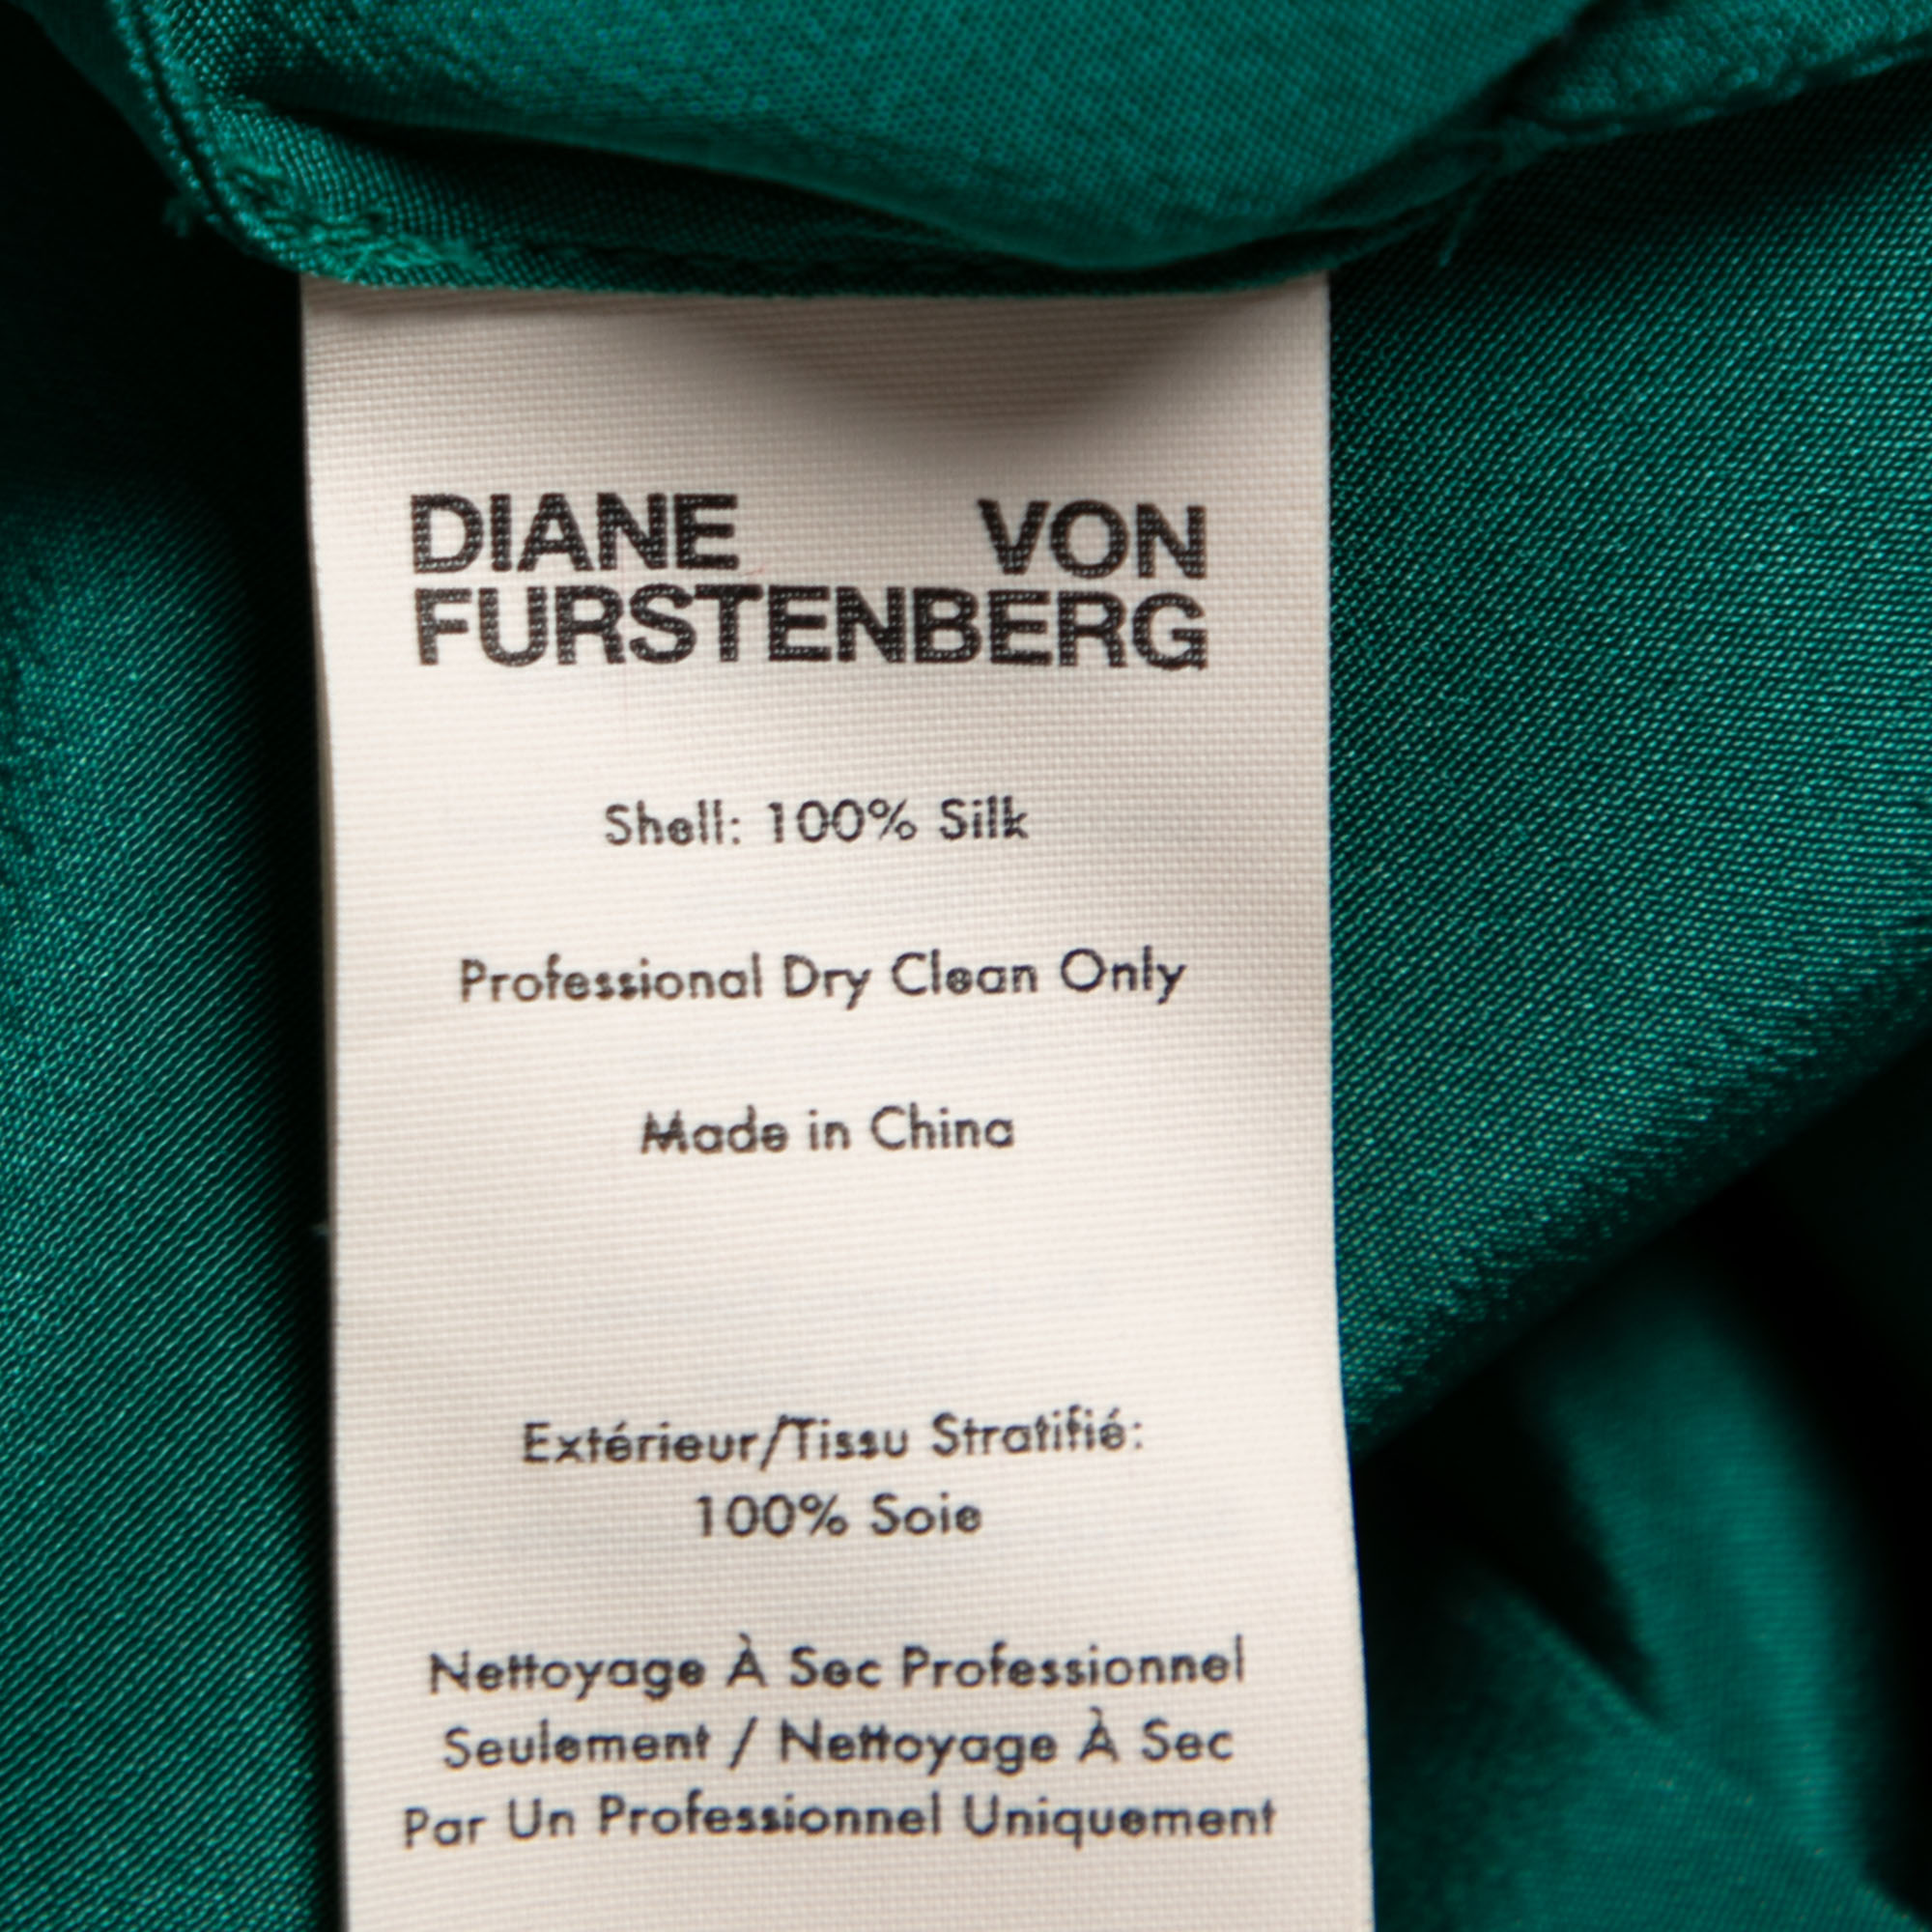 DIANE VON
FURSTENBERG
Shell: 100% Silk
Professional Dry Clean Only
Made in China
Extérieur/Tissu Stratifié:
100% Soie
Nettoyage À Sec Professionnel
Seulement / Nettoyage À Sec
Par Un Professionnel Uniquement